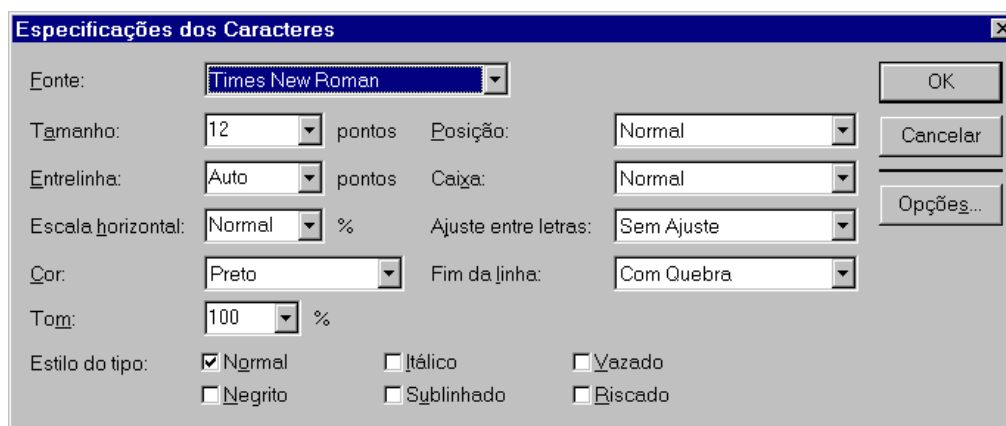 Especificações dos Caracteres
Fonte: Times New Roman OK
Tamanho: 12 pontos Posição: Normal Cancelar
Entrelinha: Auto pontos Caixa: Normal
Escala horizontal: Normal % Ajuste entre letras: Sem Ajuste Opções...
Cor: Preto Fim da linha: Com Quebra
Tom: 100 %
Estilo do tipo: Normal Itálico Vazado
Negrito Sublinhado Riscado